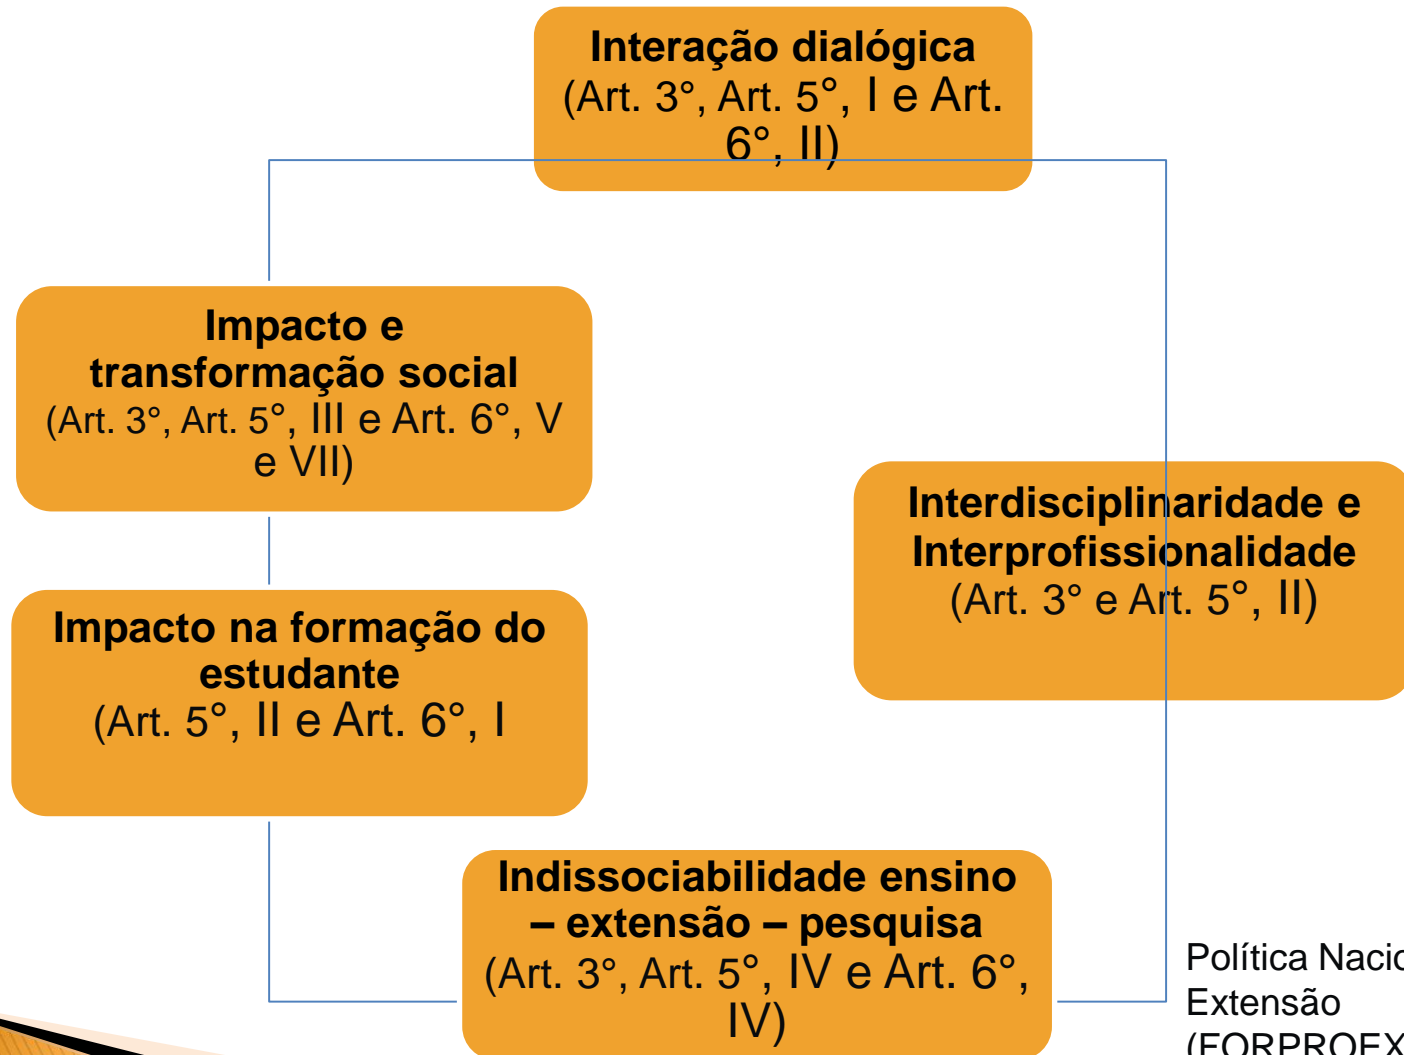 Interação dialógica
(Art. 3°, Art. 5°, I e Art.
6°, II)
Impacto e
transformação social
(Art. 3°, Art. 5°, III e Art. 6°, V
e VII)
Interdisciplinaridade e
Interprofissionalidade
(Art. 3° e Art. 5°, II)
Impacto na formação do
estudante
(Art. 5°, II e Art. 6°, I
Indissociabilidade ensino
– extensão – pesquisa
(Art. 3°, Art. 5°, IV e Art. 6°,
IV)
Política
Extensão